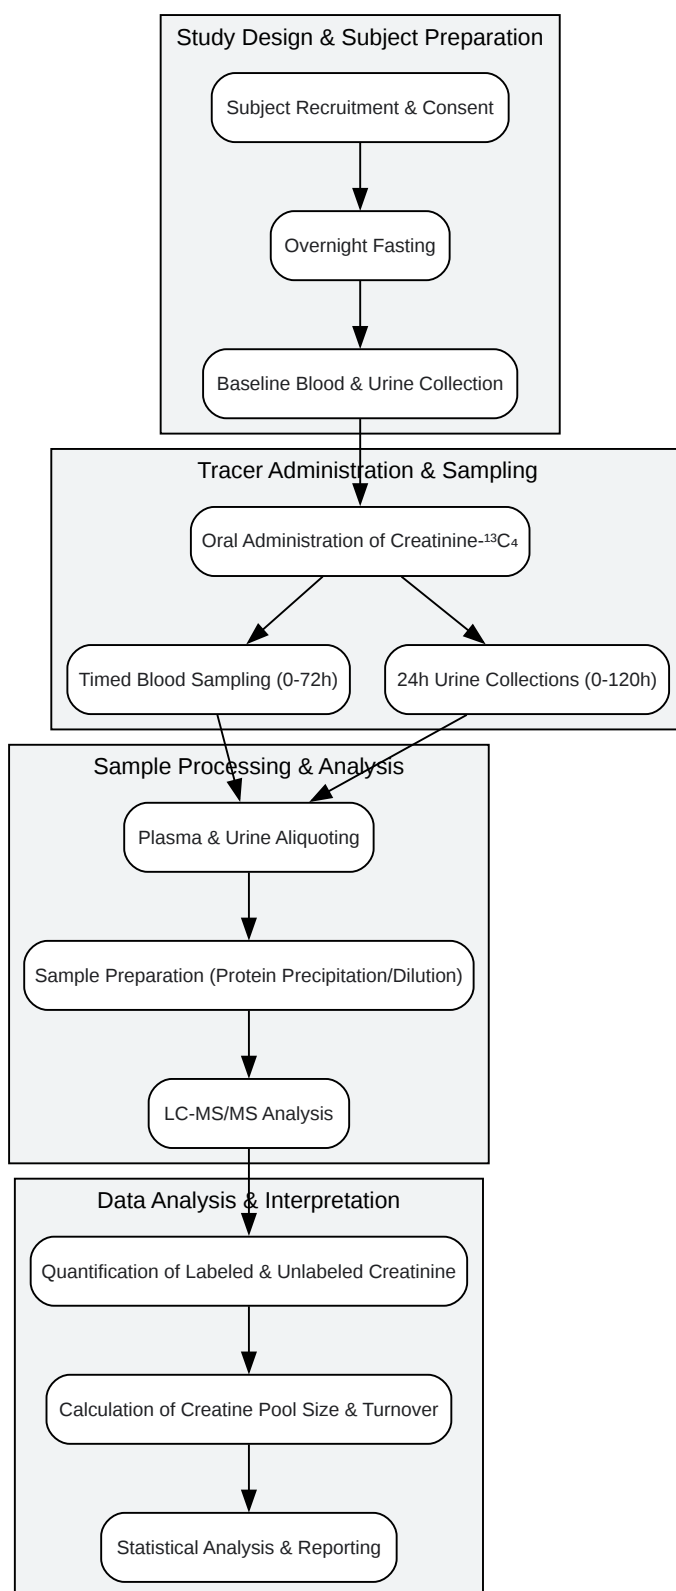 Study Design & Subject Preparation
Subject Recruitment & Consent
Overnight Fasting
Baseline Blood & Urine Collection
Tracer Administration & Sampling
Oral Administration of Creatinine-¹³C₄
Timed Blood Sampling (0-72h)
24h Urine Collections (0-120h)
Sample Processing & Analysis
Plasma & Urine Aliquoting
Sample Preparation (Protein Precipitation/Dilution)
LC-MS/MS Analysis
Data Analysis & Interpretation
Quantification of Labeled & Unlabeled Creatinine
Calculation of Creatine Pool Size & Turnover
Statistical Analysis & Reporting